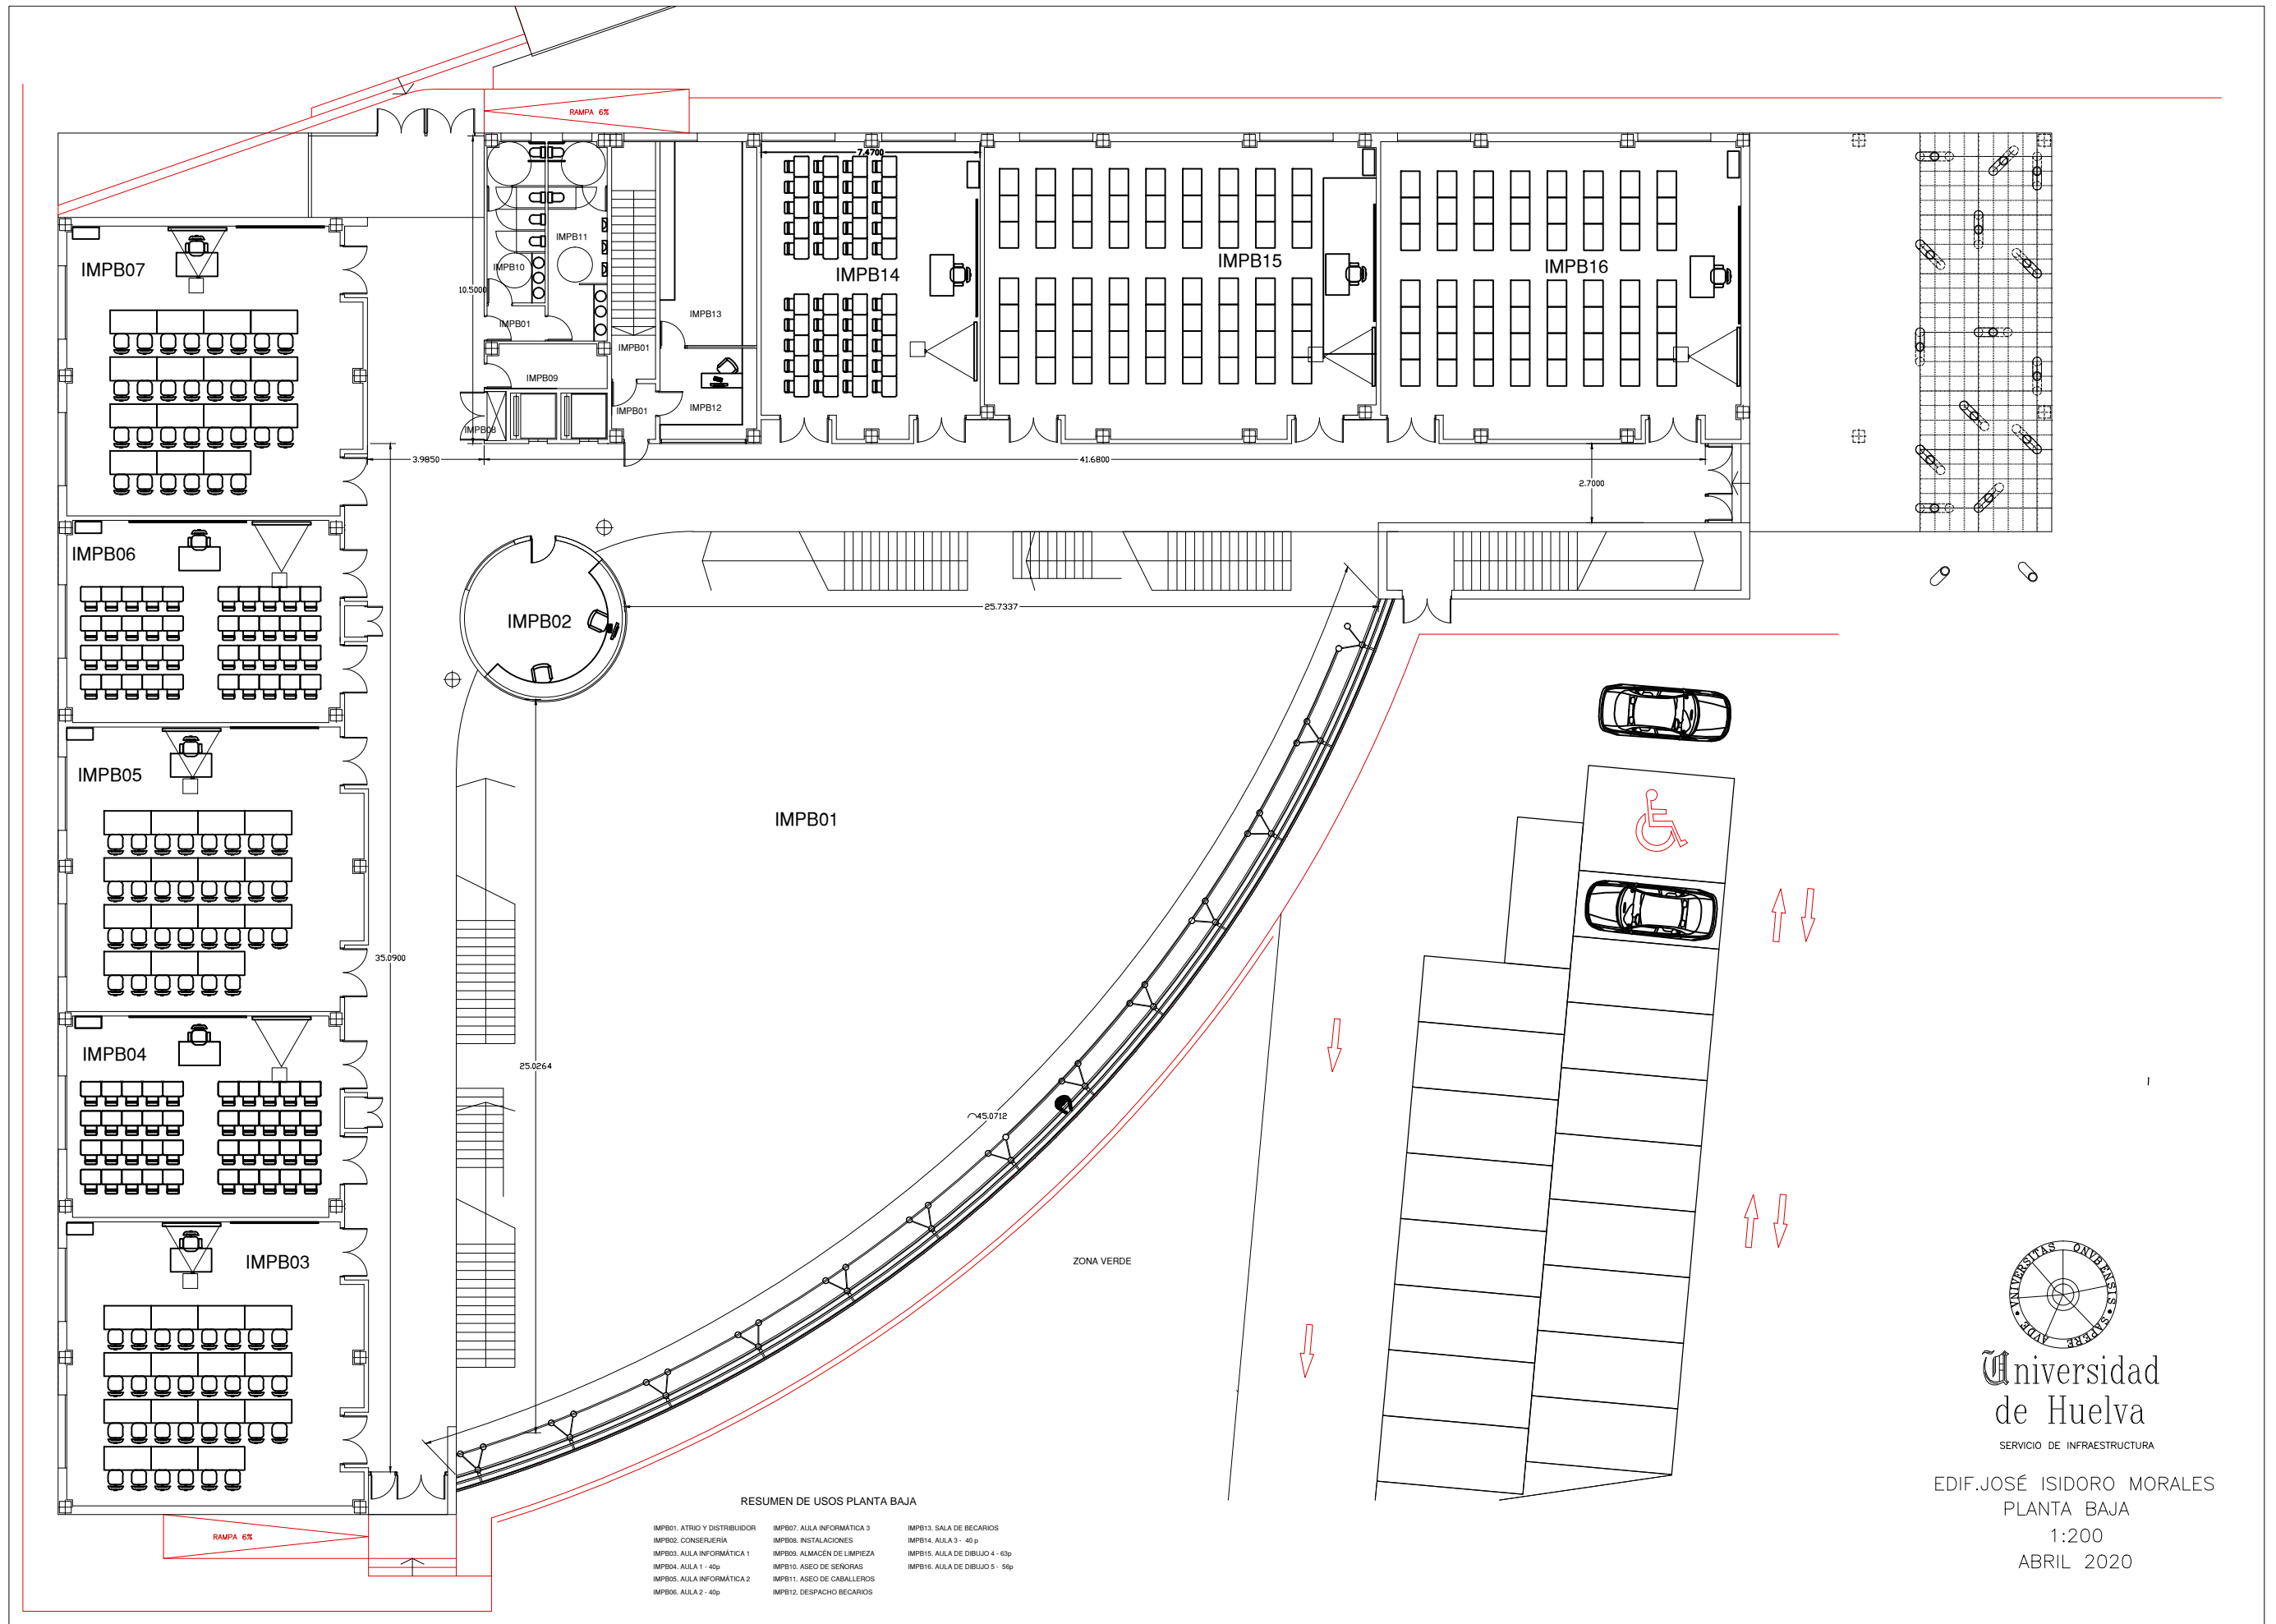 RAMPA 6%
7.4700
IMPB07
IMPB11
IMPB10
IMPB14
IMPB15
IMPB16
10.5000
IMPB01
IMPB13
IMPB01
IMPB09
IMPB12
IMPB01
IMPB08
3.9850
41.6800
2.7000
IMPB06
IMPB02
25.7337
IMPB05
IMPB01
35.0900
IMPB04
25.0264
45.0712
IMPB03
ZONA VERDE
RAMPA 6%
RESUMEN DE USOS PLANTA BAJA
IMPB01. ATRIO Y DISTRIBUIDOR
IMPB02. CONSERJERÍA
IMPB03. AULA INFORMÁTICA 1
IMPB04. AULA 1 - 40p
IMPB05. AULA INFORMÁTICA 2
IMPB06. AULA 2 - 40p
IMPB07. AULA INFORMÁTICA 3
IMPB08. INSTALACIONES
IMPB09. ALMACÉN DE LIMPIEZA
IMPB10. ASEO DE SEÑORAS
IMPB11. ASEO DE CABALLEROS
IMPB12. DESPACHO BECARIOS
IMPB13. SALA DE BECARIOS
IMPB14. AULA 3 - 40 p
IMPB15. AULA DE DIBUJO 4 - 63p
IMPB16. AULA DE DIBUJO 5 - 56p
VNIVERSITAS ONVBENSIS • SAPERE AVDE •
Universidad
de Huelva
SERVICIO DE INFRAESTRUCTURA
EDIF.JOSÉ ISIDORO MORALES
PLANTA BAJA
1:200
ABRIL 2020